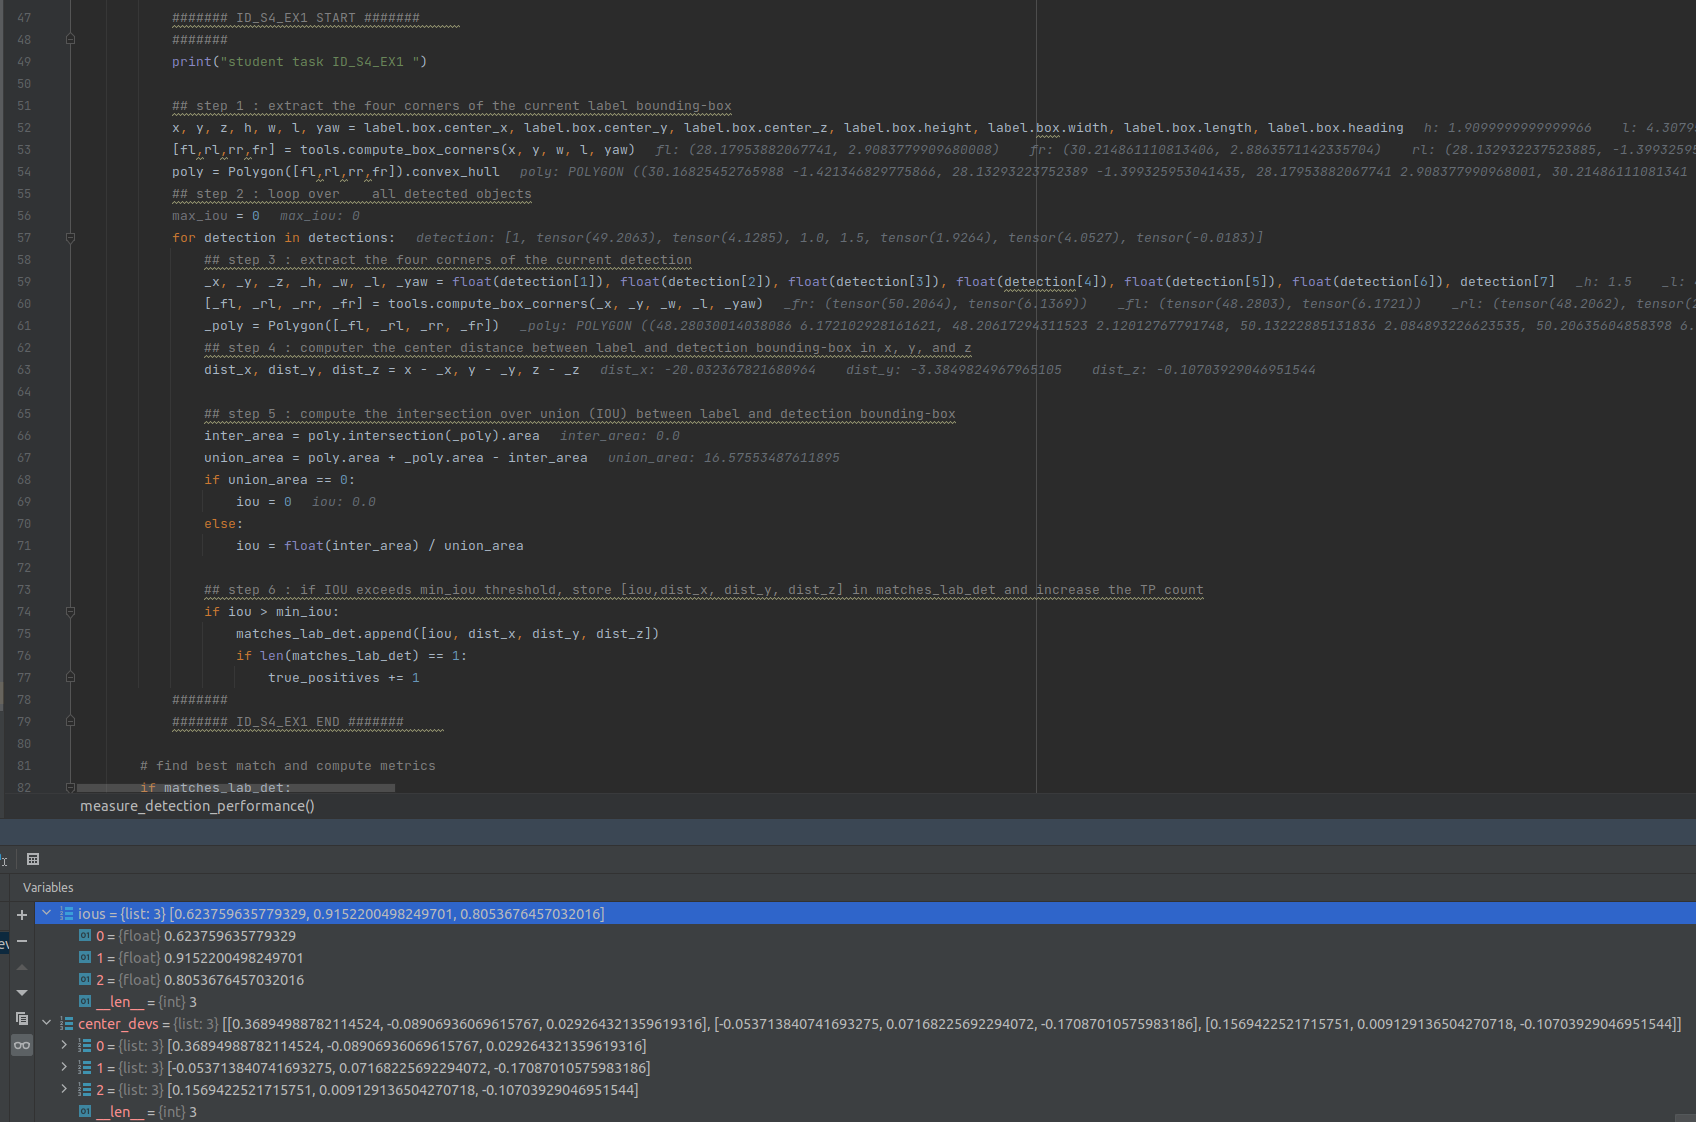 47 ####### ID_S4_EX1 START #######
48 #######
49 print("student task ID_S4_EX1 ")
50
51 ## step 1 : extract the four corners of the current label bounding-box
52 x, y, z, h, w, l, yaw = label.box.center_x, label.box.center_y, label.box.center_z, label.box.height, label.box.width, label.box.length, label.box.heading h: 1.9099999999999966 l: 4.3079
53 [fl,rl,rr,fr] = tools.compute_box_corners(x, y, w, l, yaw) fl: (28.17953882067741, 2.9083779909680008) fr: (30.214861110813406, 2.8863571142335704) rl: (28.132932237523885, -1.39932595
54 poly = Polygon([fl,rl,rr,fr]).convex_hull poly: POLYGON ((30.16825452765988 -1.421346829775866, 28.13293223752389 -1.399325953041435, 28.17953882067741 2.908377990968001, 30.21486111081341
55 ## step 2 : loop over all detected objects
56 max_iou = 0 max_iou: 0
57 for detection in detections: detection: [1, tensor(49.2063), tensor(4.1285), 1.0, 1.5, tensor(1.9264), tensor(4.0527), tensor(-0.0183)]
58 ## step 3 : extract the four corners of the current detection
59 _x, _y, _z, _h, _w, _l, _yaw = float(detection[1]), float(detection[2]), float(detection[3]), float(detection[4]), float(detection[5]), float(detection[6]), detection[7] _h: 1.5 _l:
60 [_fl, _rl, _rr, _fr] = tools.compute_box_corners(_x, _y, _w, _l, _yaw) _fr: (tensor(50.2064), tensor(6.1369)) _fl: (tensor(48.2803), tensor(6.1721)) _rl: (tensor(48.2062), tensor(2
61 _poly = Polygon([_fl, _rl, _rr, _fr]) _poly: POLYGON ((48.28030014038086 6.172102928161621, 48.20617294311523 2.12012767791748, 50.13222885131836 2.084893226623535, 50.20635604858398 6.
62 ## step 4 : computer the center distance between label and detection bounding-box in x, y, and z
63 dist_x, dist_y, dist_z = x - _x, y - _y, z - _z dist_x: -20.032367821680964 dist_y: -3.3849824967965105 dist_z: -0.10703929046951544
64
65 ## step 5 : compute the intersection over union (IOU) between label and detection bounding-box
66 inter_area = poly.intersection(_poly).area inter_area: 0.0
67 union_area = poly.area + _poly.area - inter_area union_area: 16.57553487611895
68 if union_area == 0:
69 iou = 0 iou: 0.0
70 else:
71 iou = float(inter_area) / union_area
72
73 ## step 6 : if IOU exceeds min_iou threshold, store [iou,dist_x, dist_y, dist_z] in matches_lab_det and increase the TP count
74 if iou > min_iou:
75 matches_lab_det.append([iou, dist_x, dist_y, dist_z])
76 if len(matches_lab_det) == 1:
77 true_positives += 1
78 #######
79 ####### ID_S4_EX1 END #######
80
81 # find best match and compute metrics
82 if matches_lab_det:
measure_detection_performance()
Variables
ious = {list: 3} [0.623759635779329, 0.9152200498249701, 0.8053676457032016]
0 = {float} 0.623759635779329
1 = {float} 0.9152200498249701
2 = {float} 0.8053676457032016
__len__ = {int} 3
center_devs = {list: 3} [[0.36894988782114524, -0.08906936069615767, 0.029264321359619316], [-0.053713840741693275, 0.07168225692294072, -0.17087010575983186], [0.1569422521715751, 0.009129136504270718, -0.10703929046951544]]
0 = {list: 3} [0.36894988782114524, -0.08906936069615767, 0.029264321359619316]
1 = {list: 3} [-0.053713840741693275, 0.07168225692294072, -0.17087010575983186]
2 = {list: 3} [0.1569422521715751, 0.009129136504270718, -0.10703929046951544]
__len__ = {int} 3